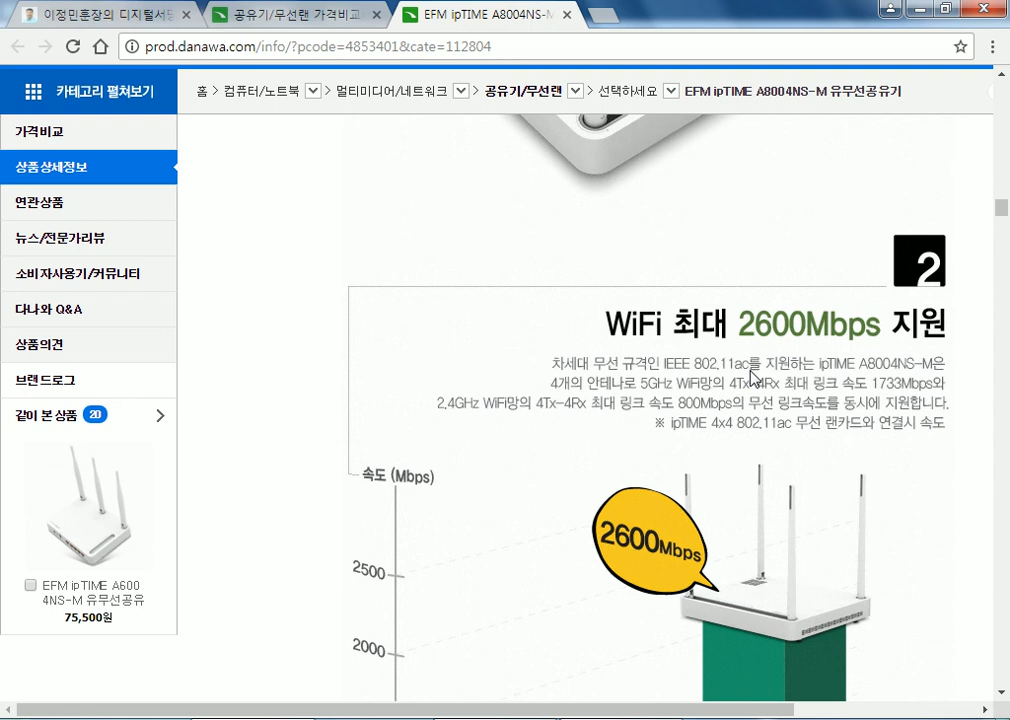 이정민훈장의 디지털서당
공유기/무선랜 가격비교
EFM ipTIME A8004NS-M
prod.danawa.com/info/?pcode=4853401&cate=112804
카테고리 펼쳐보기
홈 > 컴퓨터/노트북 > 멀티미디어/네트워크 > 공유기/무선랜 > 선택하세요 EFM ipTIME A8004NS-M 유무선공유기
가격비교
상품상세정보
연관상품
뉴스/전문가리뷰
소비자사용기/커뮤니티
다나와 Q&A
상품의견
브랜드로그
같이 본 상품 20
EFM ipTIME A600
4NS-M 유무선공유
75,500원
2
WiFi 최대 2600Mbps 지원
차세대 무선 규격인 IEEE 802.11ac를 지원하는 ipTIME A8004NS-M은
4개의 안테나로 5GHz WiFi망의 4Tx-4Rx 최대 링크 속도 1733Mbps와
2.4GHz WiFi망의 4Tx-4Rx 최대 링크 속도 800Mbps의 무선 링크속도를 동시에 지원합니다.
※ ipTIME 4x4 802.11ac 무선 랜카드와 연결시 속도
속도 (Mbps)
2600Mbps
2500
2000